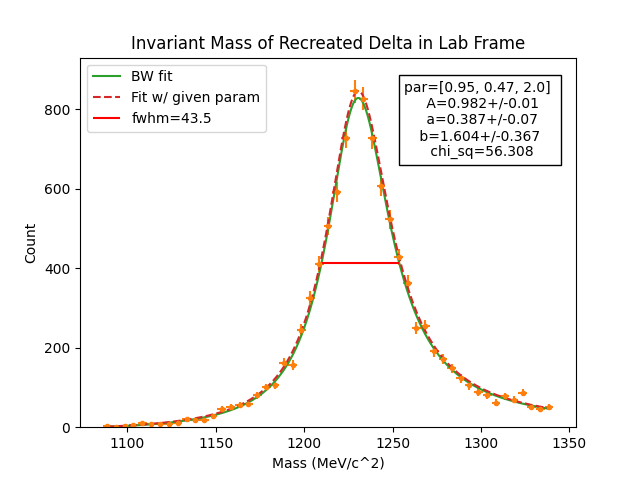 Invariant Mass of Recreated Delta in Lab Frame
BW fit
Fit w/ given param
fwhm=43.5
par=[0.95, 0.47, 2.0]
A=0.982+/-0.01
a=0.387+/-0.07
b=1.604+/-0.367
chi_sq=56.308
Count
800
600
400
200
0
1100 1150 1200 1250 1300 1350
Mass (MeV/c^2)